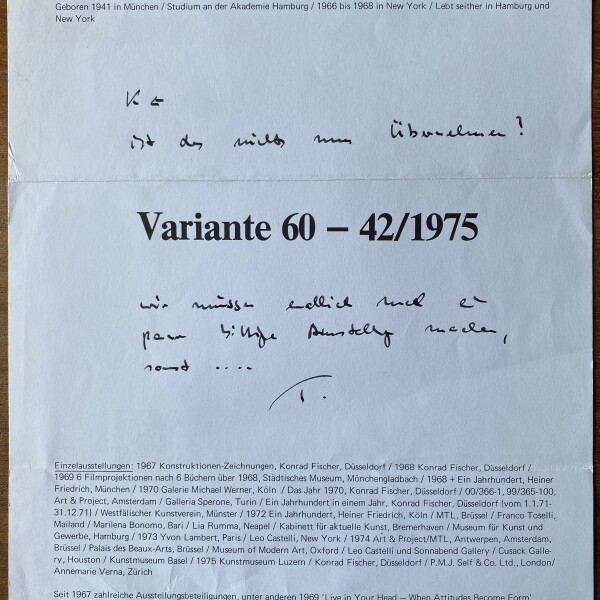 Geboren 1941 in München / Studium an der Akademie Hamburg / 1966 bis 1968 in New York / Lebt seither in Hamburg und
New York
ist das nichts zum Übernehmen?
Variante 60 – 42/1975
wir müssen endlich mal ein
paar billige Ausstellg machen,
sonst ....
T.
Einzelausstellungen: 1967 Konstruktionen-Zeichnungen, Konrad Fischer, Düsseldorf / 1968 Konrad Fischer, Düsseldorf /
1969 6 Filmprojektionen nach 6 Büchern über 1968, Städtisches Museum, Mönchengladbach / 1968 + Ein Jahrhundert, Heiner
Friedrich, München / 1970 Galerie Michael Werner, Köln / Das Jahr 1970, Konrad Fischer, Düsseldorf / 00/366-1, 99/365-100,
Art & Project, Amsterdam / Galleria Sperone, Turin / Ein Jahrhundert in einem Jahr, Konrad Fischer, Düsseldorf (vom 1.1.71-
31.12.71) / Westfälischer Kunstverein, Münster / 1972 Ein Jahrhundert, Heiner Friedrich, Köln / MTL, Brüssel / Franco Toselli,
Mailand / Marilena Bonomo, Bari / Lia Rumma, Neapel / Kabinett für aktuelle Kunst, Bremerhaven / Museum für Kunst und
Gewerbe, Hamburg / 1973 Yvon Lambert, Paris / Leo Castelli, New York / 1974 Art & Project/MTL, Antwerpen, Amsterdam,
Brüssel / Palais des Beaux-Arts, Brüssel / Museum of Modern Art, Oxford / Leo Castelli und Sonnabend Gallery / Cusack Galle-
ry, Houston / Kunstmuseum Basel / 1975 Kunstmuseum Luzern / Konrad Fischer, Düsseldorf / P.M.J. Self & Co. Ltd., London/
Annemarie Verna, Zürich
Seit 1967 zahlreiche Ausstellungsbeteiligungen, unter anderen 1969 'Live in Your Head – When Attitudes Become Form'